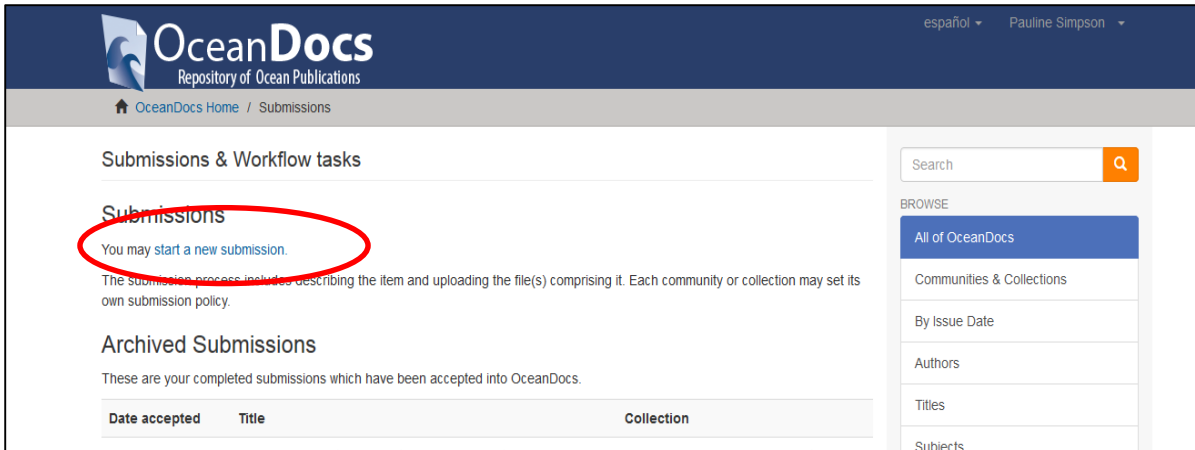 español
Pauline Simpson
OceanDocs
Repository of Ocean Publications
OceanDocs Home / Submissions
Submissions & Workflow tasks
Submissions
You may start a new submission.
The submission process includes describing the item and uploading the file(s) comprising it. Each community or collection may set its
own submission policy.
Archived Submissions
These are your completed submissions which have been accepted into OceanDocs.
Date accepted Title Collection
Search
BROWSE
All of OceanDocs
Communities & Collections
By Issue Date
Authors
Titles
Subjects